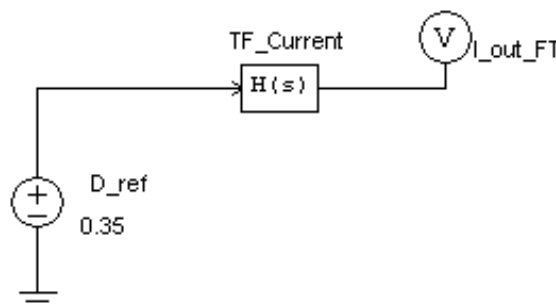 TF_Current
V
I_out_FT
H(s)
D_ref
0.35